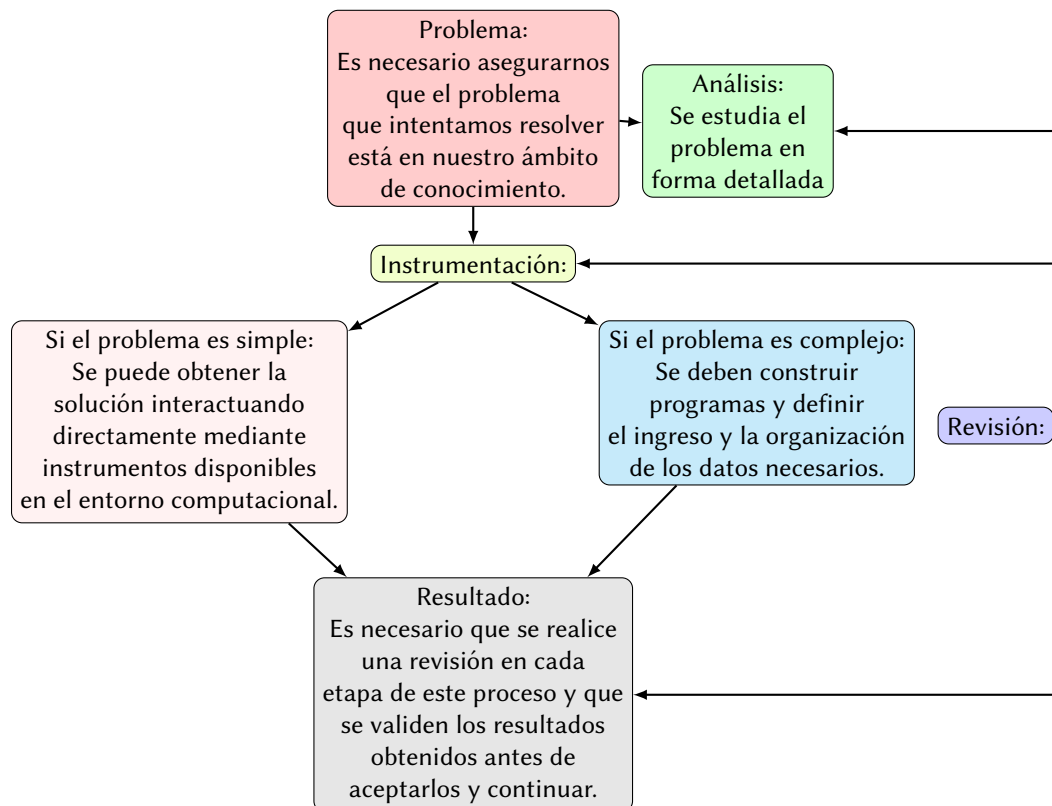 Problema:
Es necesario asegurarnos
que el problema
que intentamos resolver
está en nuestro ámbito
de conocimiento.
Análisis:
Se estudia el
problema en
forma detallada
Instrumentación:
Si el problema es simple:
Se puede obtener la
solución interactuando
directamente mediante
instrumentos disponibles
en el entorno computacional.
Si el problema es complejo:
Se deben construir
programas y definir
el ingreso y la organización
de los datos necesarios.
Revisión:
Resultado:
Es necesario que se realice
una revisión en cada
etapa de este proceso y que
se validen los resultados
obtenidos antes de
aceptarlos y continuar.